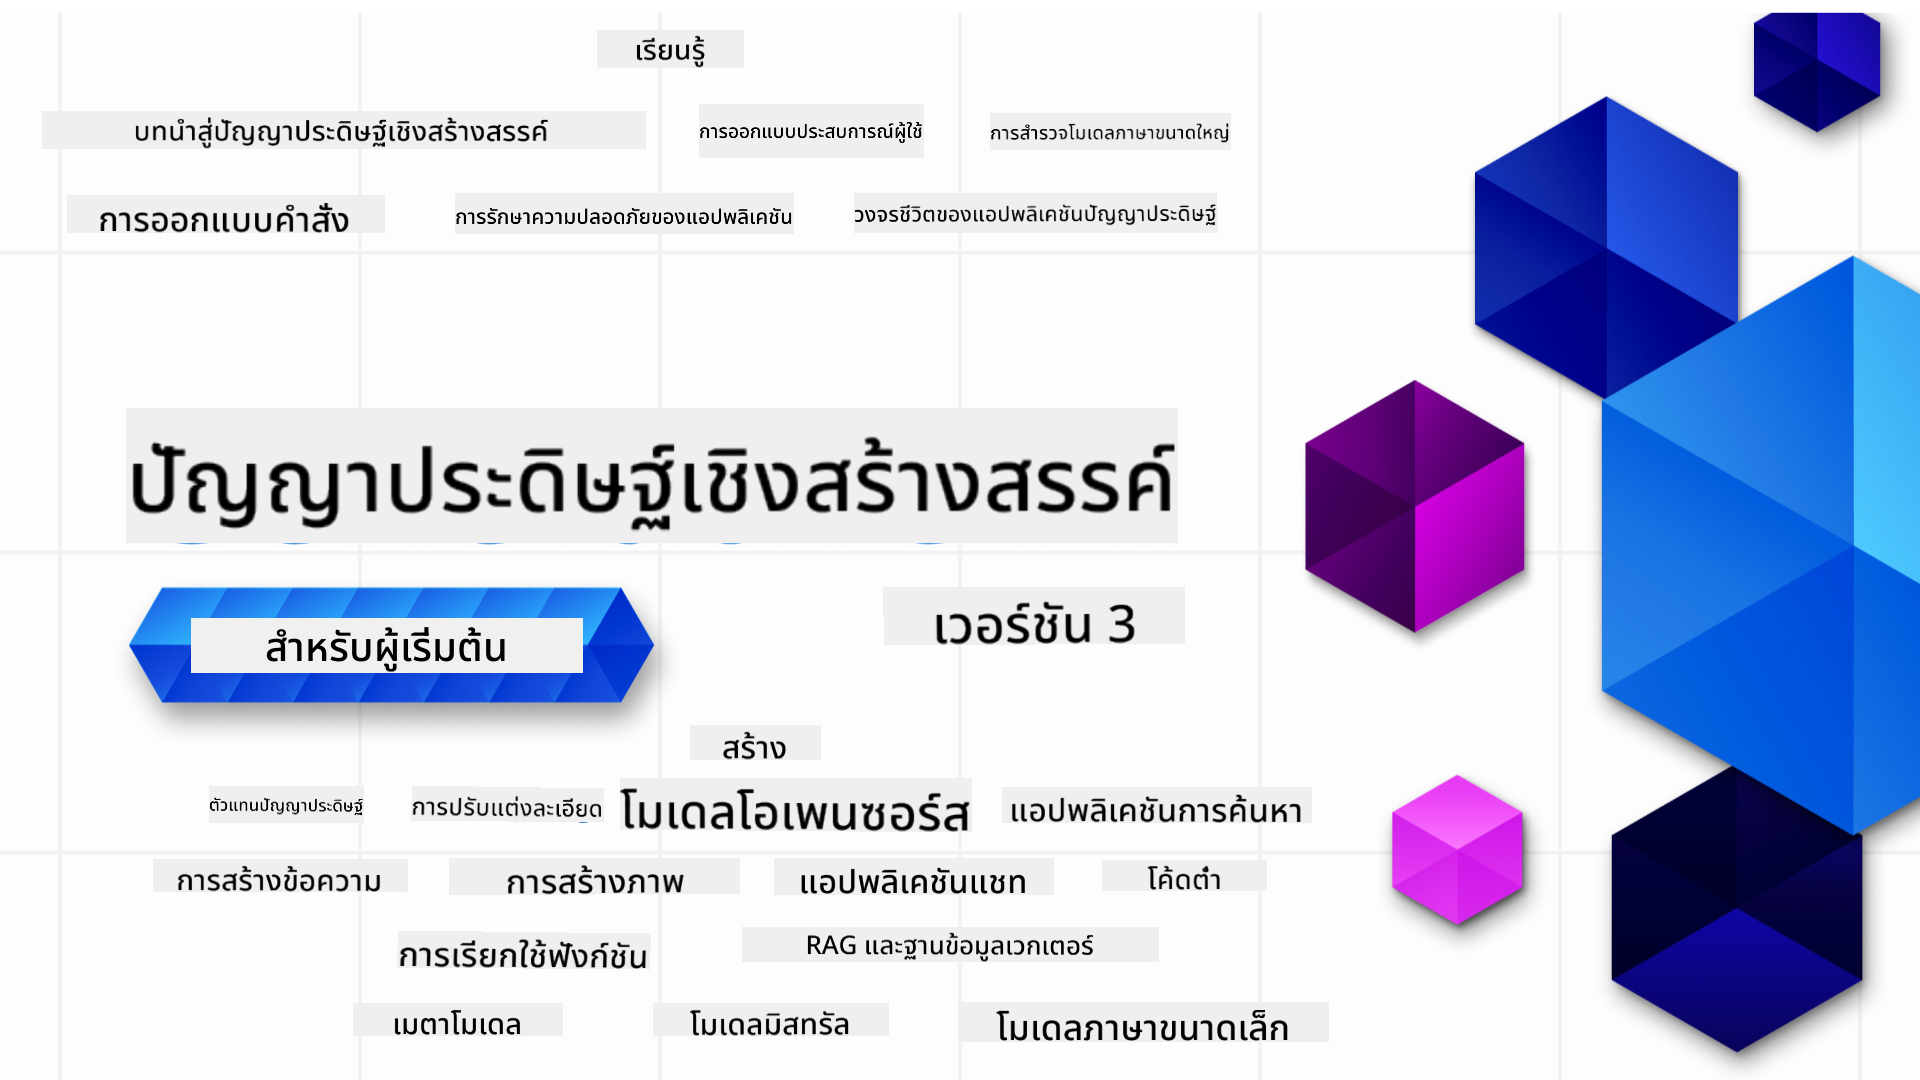 เรียนรู้
บทนำสู่ปัญญาประดิษฐ์เชิงสร้างสรรค์
การออกแบบประสบการณ์ผู้ใช้
การสำรวจโมเดลภาษาขนาดใหญ่
การออกแบบคำสั่ง
การรักษาความปลอดภัยของแอปพลิเคชัน
วงจรชีวิตของแอปพลิเคชันปัญญาประดิษฐ์
ปัญญาประดิษฐ์เชิงสร้างสรรค์
สำหรับผู้เริ่มต้น
เวอร์ชัน 3
สร้าง
ตัวแทนปัญญาประดิษฐ์
การปรับแต่งละเอียด
โมเดลโอเพนซอร์ส
แอปพลิเคชันการค้นหา
การสร้างข้อความ
การสร้างภาพ
แอปพลิเคชันแชท
โค้ดต่ำ
การเรียกใช้ฟังก์ชัน
RAG และฐานข้อมูลเวกเตอร์
เมตาโมเดล
โมเดลมิสทรัล
โมเดลภาษาขนาดเล็ก